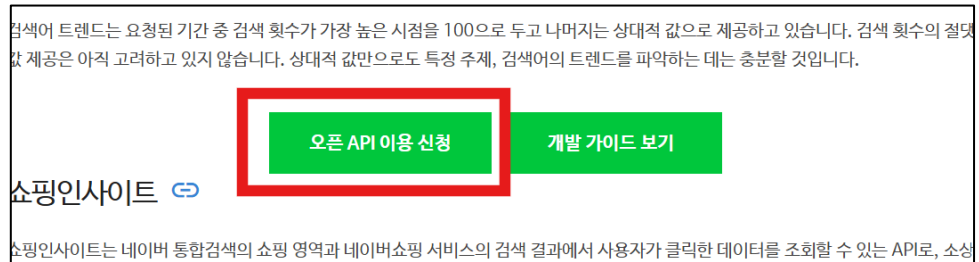 검색어 트렌드는 요청된 기간 중 검색 횟수가 가장 높은 시점을 100으로 두고 나머지는 상대적 값으로 제공하고 있습니다. 검색 횟수의 절댓
값 제공은 아직 고려하고 있지 않습니다. 상대적 값만으로도 특정 주제, 검색어의 트렌드를 파악하는 데는 충분할 것입니다.
오픈 API 이용 신청 개발 가이드 보기
쇼핑인사이트
쇼핑인사이트는 네이버 통합검색의 쇼핑 영역과 네이버쇼핑 서비스의 검색 결과에서 사용자가 클릭한 데이터를 조회할 수 있는 API로, 소상